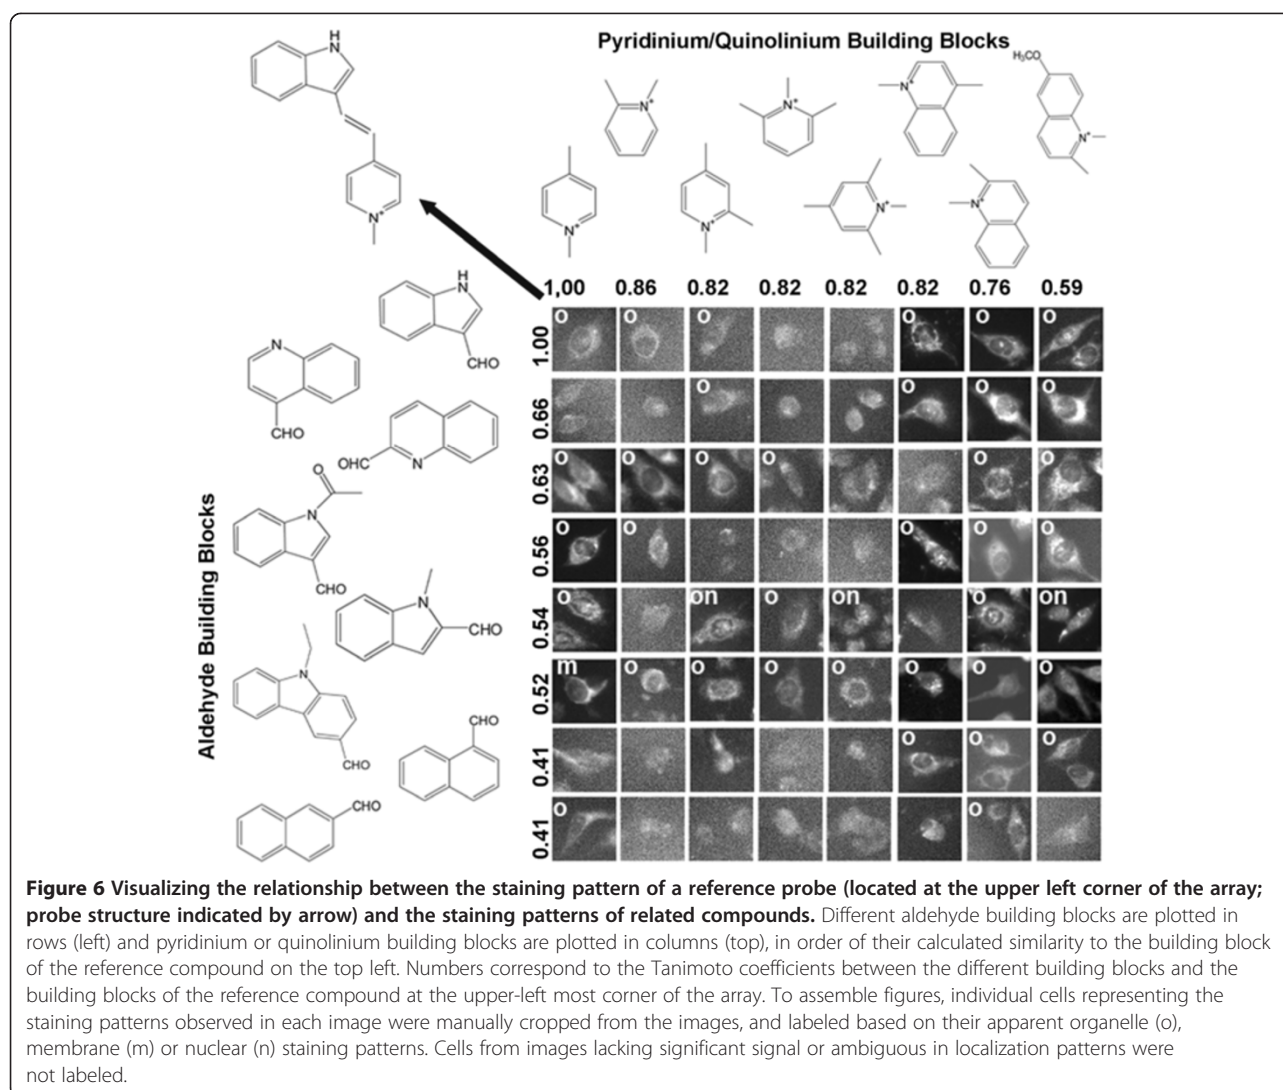 Pyridinium/Quinolinium Building Blocks
H
N
H₃CO
N⁺
N⁺
N⁺
N⁺
N⁺
N⁺
N⁺
N⁺
N⁺
1,00 0.86 0.82 0.82 0.82 0.82 0.76 0.59
Aldehyde Building Blocks
H
N
CHO
N
CHO
OHC
N
O
N
CHO
N
CHO
N
CHO
CHO
CHO
1.00 o o o o o o
0.66 o o o o
0.63 o o o o o o
0.56 o o o o o
0.54 o on o on o on
0.52 m o o o o o o o
0.41 o o o
0.41 o o
Figure 6 Visualizing the relationship between the staining pattern of a reference probe (located at the upper left corner of the array;
probe structure indicated by arrow) and the staining patterns of related compounds. Different aldehyde building blocks are plotted in
rows (left) and pyridinium or quinolinium building blocks are plotted in columns (top), in order of their calculated similarity to the building block
of the reference compound on the top left. Numbers correspond to the Tanimoto coefficients between the different building blocks and the
building blocks of the reference compound at the upper-left most corner of the array. To assemble figures, individual cells representing the
staining patterns observed in each image were manually cropped from the images, and labeled based on their apparent organelle (o),
membrane (m) or nuclear (n) staining patterns. Cells from images lacking significant signal or ambiguous in localization patterns were
not labeled.